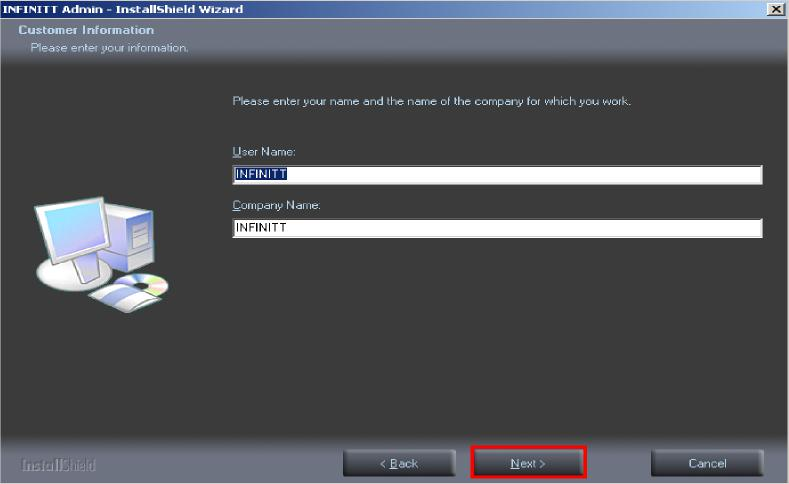 INFINITT Admin - InstallShield Wizard
Customer Information
Please enter your information.
Please enter your name and the name of the company for which you work.
User Name:
INFINITT
Company Name:
INFINITT
InstallShield
< Back
Next >
Cancel